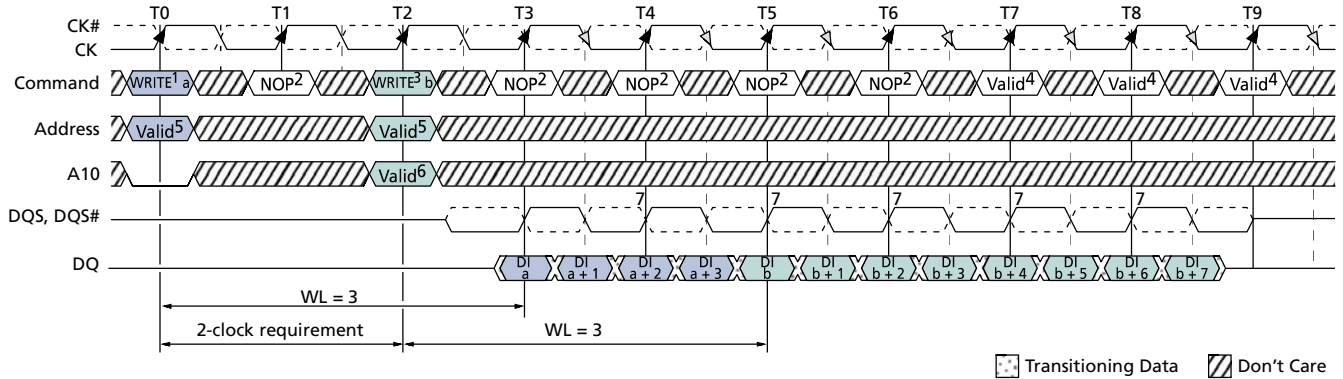 T0 T1 T2 T3 T4 T5 T6 T7 T8 T9
CK#
CK
Command WRITE¹ a NOP² WRITE³ b NOP² NOP² NOP² NOP² Valid⁴ Valid⁴ Valid⁴
Address Valid⁵ Valid⁵
A10 Valid⁶
7 7 7 7 7
DQS, DQS#
DQ DI a DI a + 1 DI a + 2 DI a + 3 DI b DI b + 1 DI b + 2 DI b + 3 DI b + 4 DI b + 5 DI b + 6 DI b + 7
WL = 3
2-clock requirement WL = 3
Transitioning Data Don't Care